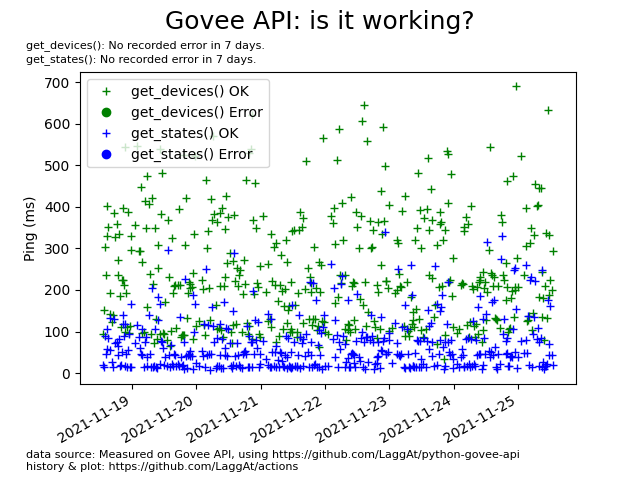 Govee API: is it working?
get_devices(): No recorded error in 7 days.
get_states(): No recorded error in 7 days.
700
600
500
400
300
200
100
0
Ping (ms)
get_devices() OK
get_devices() Error
get_states() OK
get_states() Error
2021-11-19
2021-11-20
2021-11-21
2021-11-22
2021-11-23
2021-11-24
2021-11-25
data source: Measured on Govee API, using https://github.com/LaggAt/python-govee-api
history & plot: https://github.com/LaggAt/actions